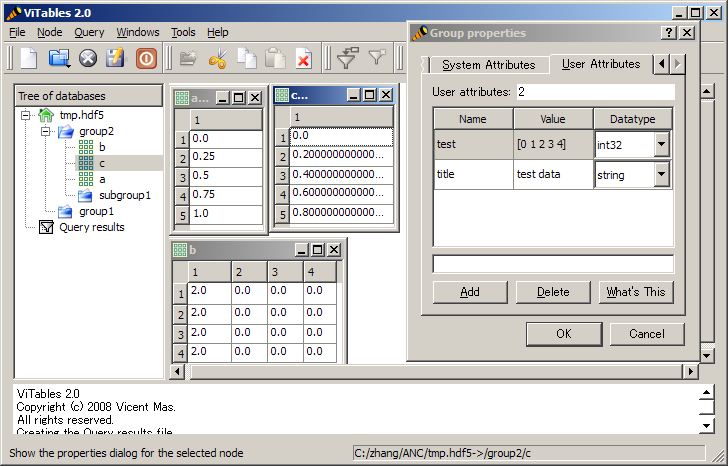 ViTables 2.0
File Node Query Windows Tools Help
Tree of databases
tmp.hdf5
group2
b
c
a
subgroup1
group1
Query results
a...
1
1 0.0
2 0.25
3 0.5
4 0.75
5 1.0
c...
1
1 0.0
2 0.200000000000...
3 0.400000000000...
4 0.600000000000...
5 0.800000000000...
b
1 2 3 4
1 2.0 0.0 0.0 0.0
2 2.0 0.0 0.0 0.0
3 2.0 0.0 0.0 0.0
4 2.0 0.0 0.0 0.0
Group properties
System Attributes User Attributes
User attributes: 2
Name Value Datatype
test [0 1 2 3 4] int32
title test data string
Add Delete What's This
OK Cancel
ViTables 2.0
Copyright (c) 2008 Vicent Mas.
All rights reserved.
Creating the Query results file
Show the properties dialog for the selected node C:/zhang/ANC/tmp.hdf5->/group2/c